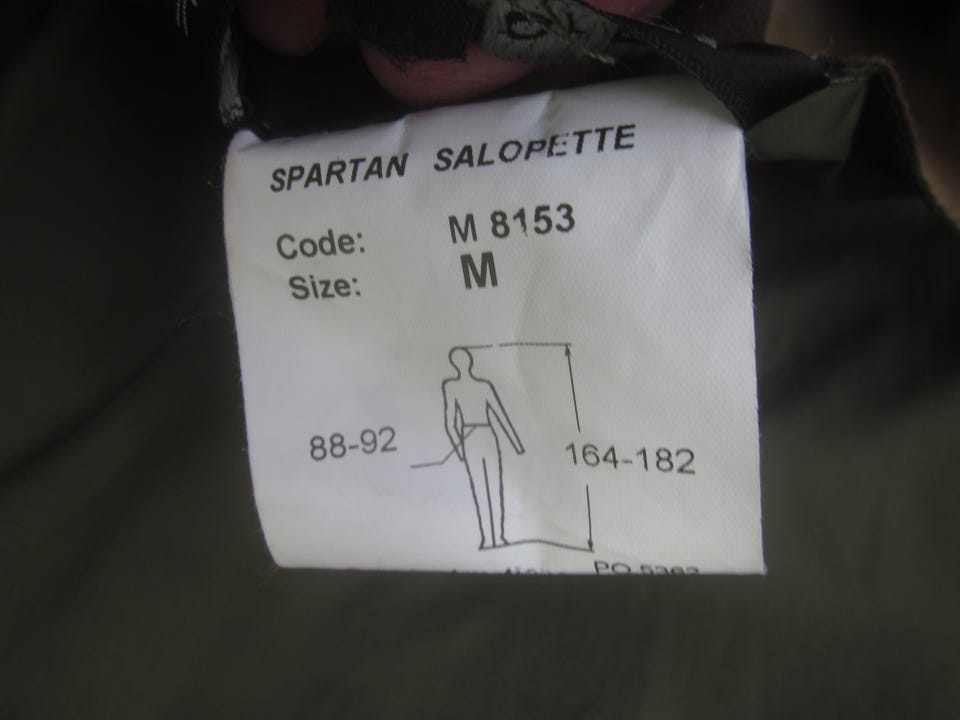 SPARTAN SALOPETTE
Code: M 8153
Size: M
88-92
164-182